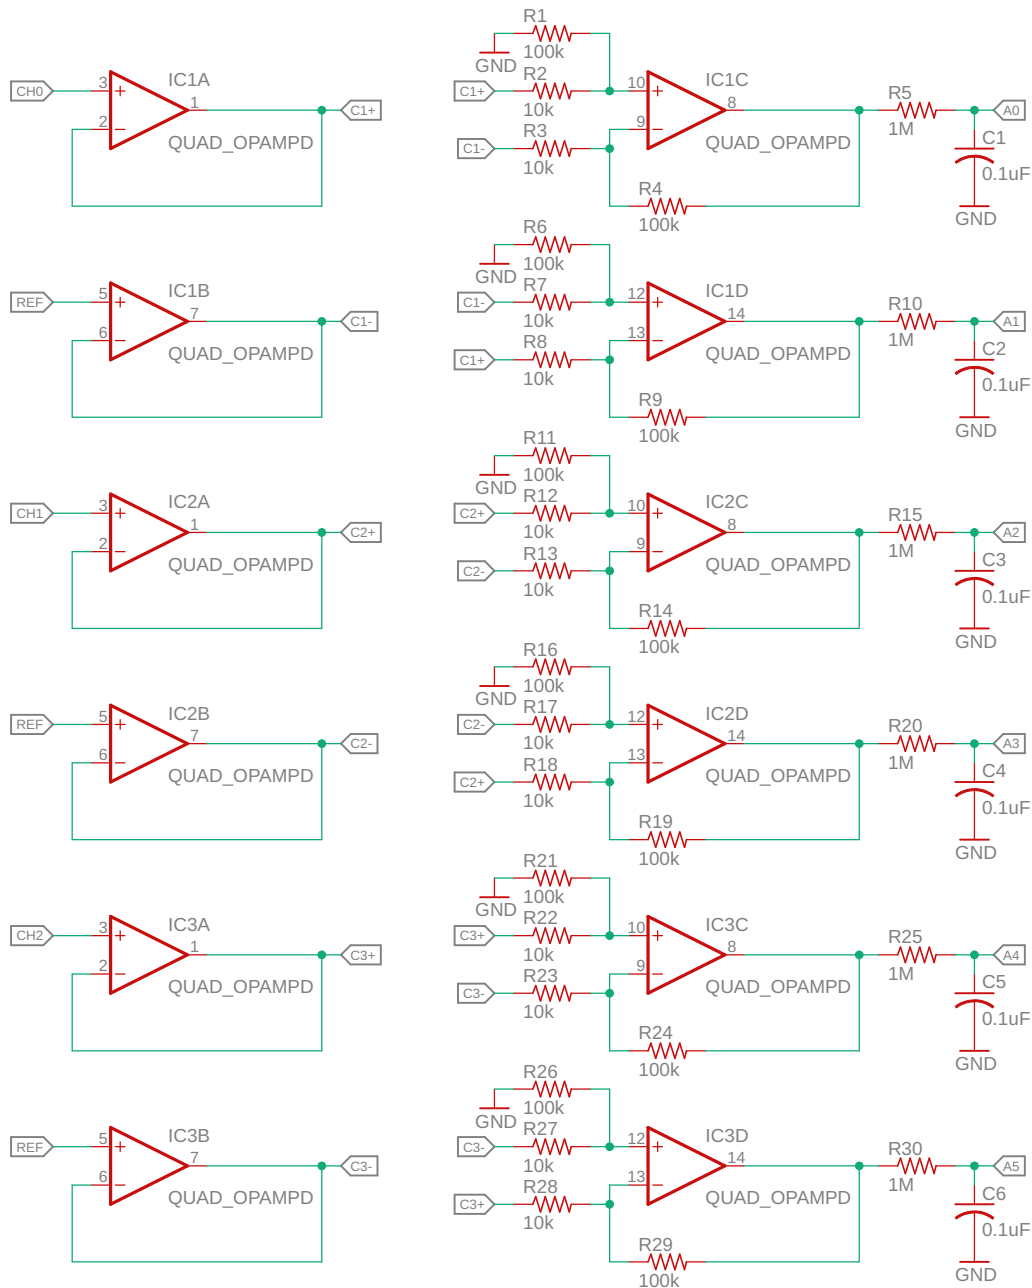 CH0
3
2
IC1A
1
QUAD_OPAMPD
C1+
R1
100k
GND
C1+
R2
10k
C1-
R3
10k
10
9
IC1C
8
QUAD_OPAMPD
R4
100k
R5
1M
A0
C1
0.1uF
GND
REF
5
6
IC1B
7
QUAD_OPAMPD
C1-
R6
100k
GND
C1-
R7
10k
C1+
R8
10k
12
13
IC1D
14
QUAD_OPAMPD
R9
100k
R10
1M
A1
C2
0.1uF
GND
CH1
3
2
IC2A
1
QUAD_OPAMPD
C2+
R11
100k
GND
C2+
R12
10k
C2-
R13
10k
10
9
IC2C
8
QUAD_OPAMPD
R14
100k
R15
1M
A2
C3
0.1uF
GND
REF
5
6
IC2B
7
QUAD_OPAMPD
C2-
R16
100k
GND
C2-
R17
10k
C2+
R18
10k
12
13
IC2D
14
QUAD_OPAMPD
R19
100k
R20
1M
A3
C4
0.1uF
GND
CH2
3
2
IC3A
1
QUAD_OPAMPD
C3+
R21
100k
GND
C3+
R22
10k
C3-
R23
10k
10
9
IC3C
8
QUAD_OPAMPD
R24
100k
R25
1M
A4
C5
0.1uF
GND
REF
5
6
IC3B
7
QUAD_OPAMPD
C3-
R26
100k
GND
C3-
R27
10k
C3+
R28
10k
12
13
IC3D
14
QUAD_OPAMPD
R29
100k
R30
1M
A5
C6
0.1uF
GND